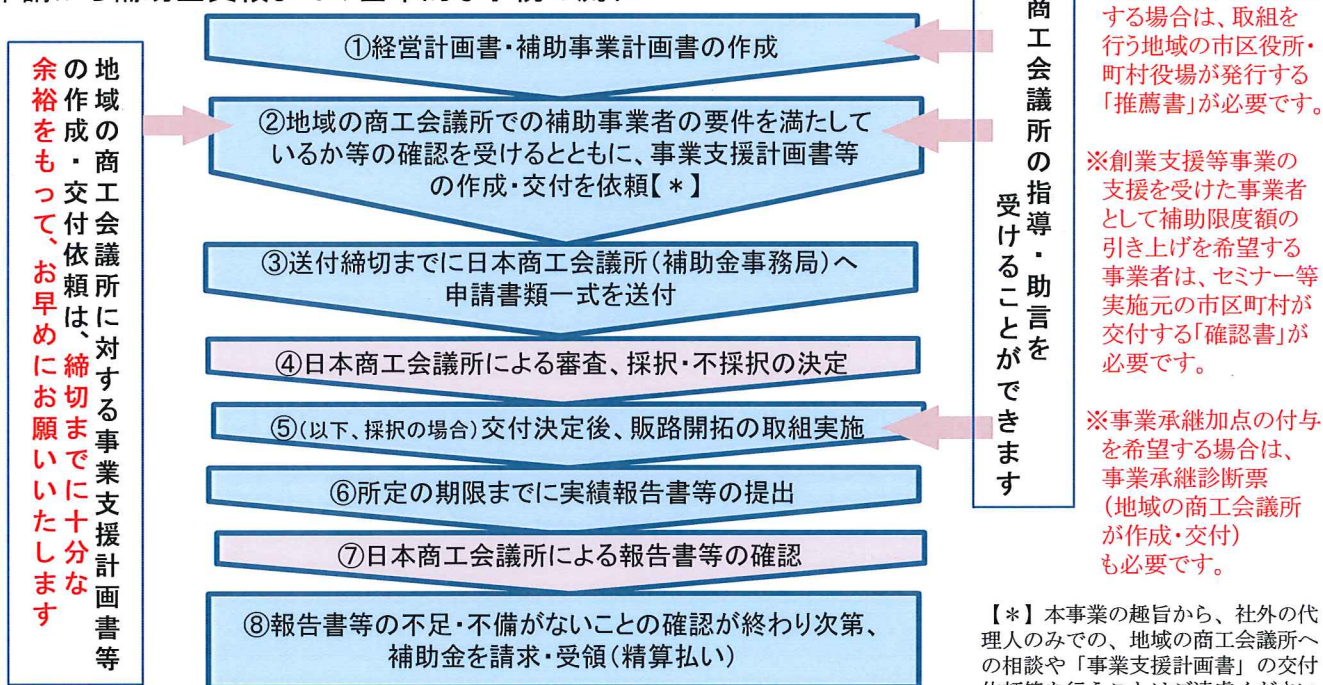 地域の商工会議所に対する事業支援計画書等
の作成・交付依頼は、締切までに十分な
余裕をもって、お早めにお願いいたします
①経営計画書・補助事業計画書の作成
②地域の商工会議所での補助事業者の要件を満たして
いるか等の確認を受けるとともに、事業支援計画書等
の作成・交付を依頼【*】
③送付締切までに日本商工会議所(補助金事務局)へ
申請書類一式を送付
④日本商工会議所による審査、採択・不採択の決定
⑤(以下、採択の場合)交付決定後、販路開拓の取組実施
⑥所定の期限までに実績報告書等の提出
⑦日本商工会議所による報告書等の確認
⑧報告書等の不足・不備がないことの確認が終わり次第、
補助金を請求・受領(精算払い)
商工会議所の指導・助言を
受けることができます
する場合は、取組を
行う地域の市区役所・
町村役場が発行する
「推薦書」が必要です。
※創業支援等事業の
支援を受けた事業者
として補助限度額の
引き上げを希望する
事業者は、セミナー等
実施元の市区町村が
交付する「確認書」が
必要です。
※事業承継加点の付与
を希望する場合は、
事業承継診断票
(地域の商工会議所
が作成・交付)
も必要です。
【*】本事業の趣旨から、社外の代
理人のみでの、地域の商工会議所へ
の相談や「事業支援計画書」の交付